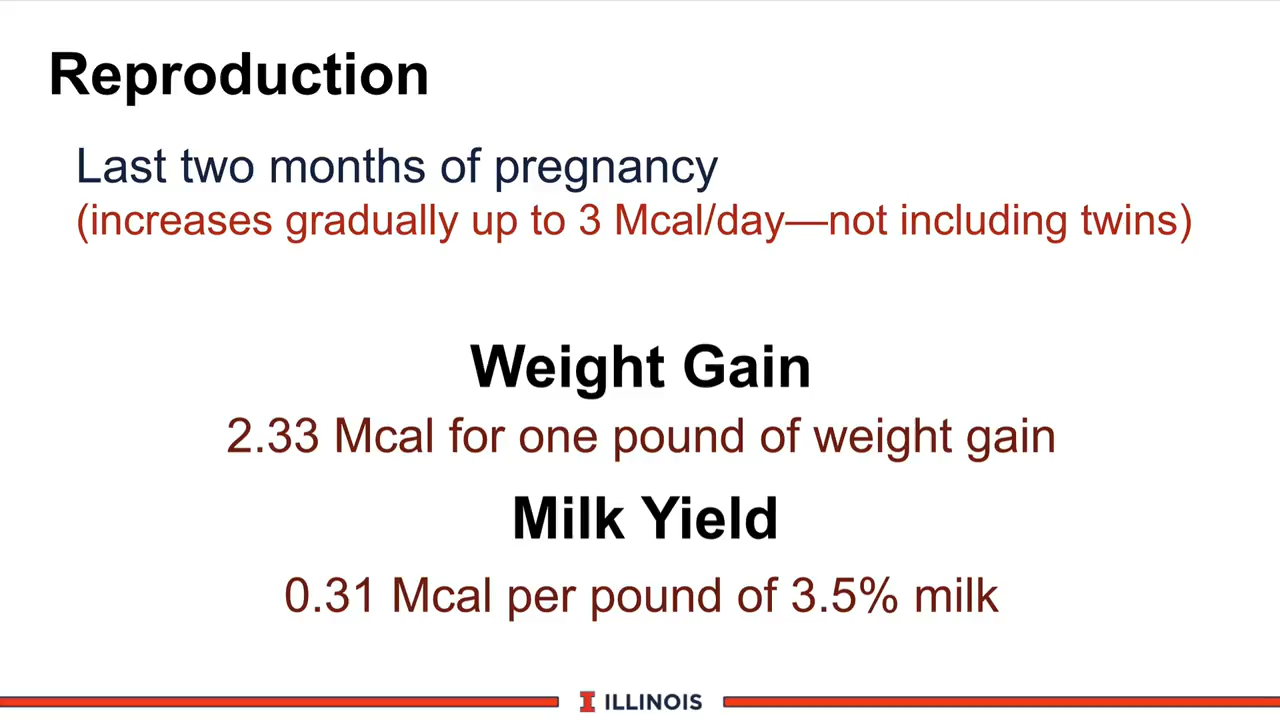 Reproduction
Last two months of pregnancy
(increases gradually up to 3 Mcal/day—not including twins)
Weight Gain
2.33 Mcal for one pound of weight gain
Milk Yield
0.31 Mcal per pound of 3.5% milk
I ILLINOIS